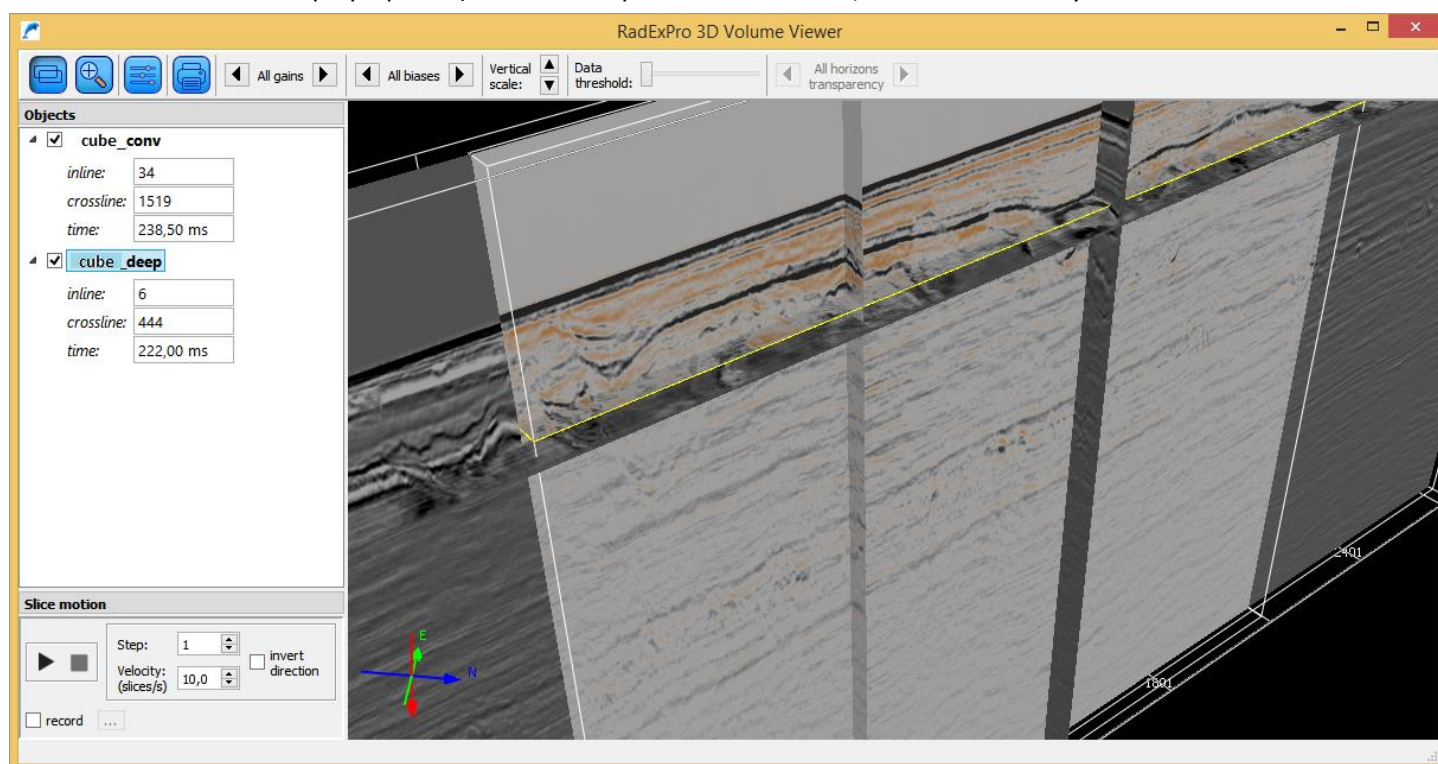 RadExPro 3D Volume Viewer
All gains
All biases
Vertical scale:
Data threshold:
All horizons transparency
Objects
cube_conv
inline: 34
crossline: 1519
time: 238,50 ms
cube _deep
inline: 6
crossline: 444
time: 222,00 ms
Slice motion
Step: 1
Velocity: (slices/s) 10,0
invert direction
record ...
E
N
2401
1801